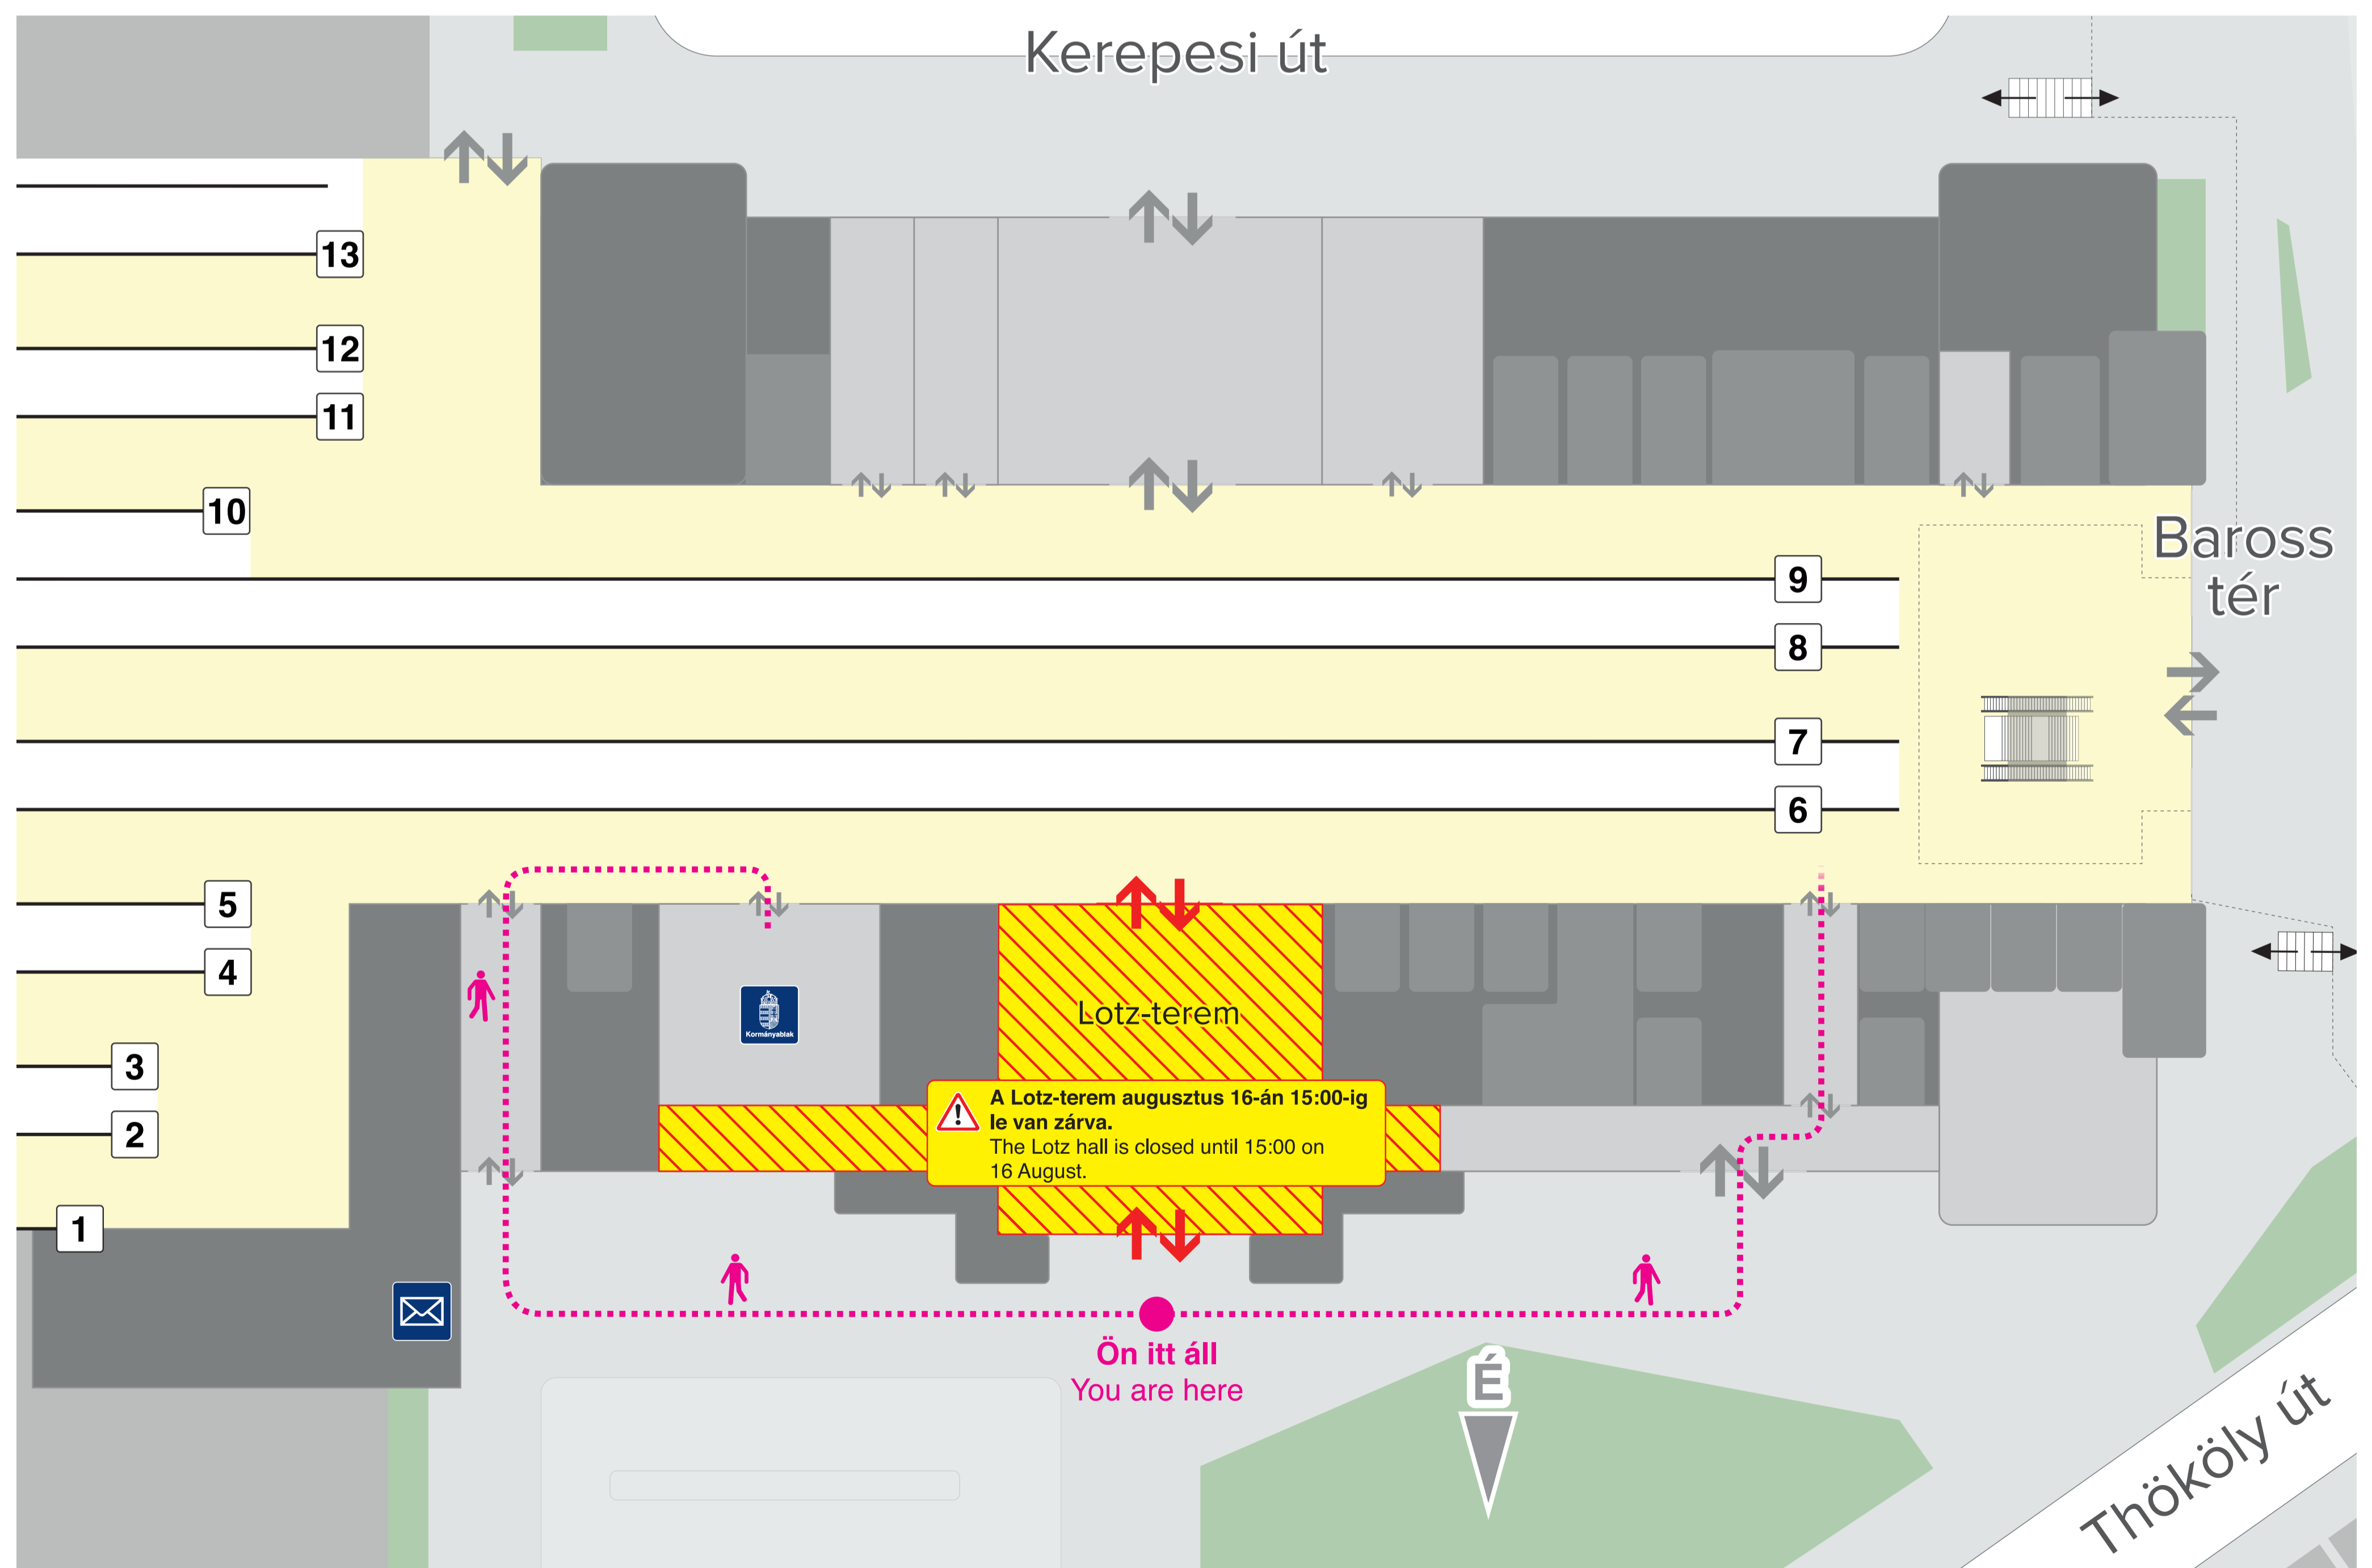 Kerepesi út
13
12
11
10
Baross
tér
9
8
7
6
5
4
3
2
1
Kormányablak
Lotz-terem
A Lotz-terem augusztus 16-án 15:00-ig
le van zárva.
The Lotz hall is closed until 15:00 on
16 August.
Ön itt áll
You are here
É
Thököly út